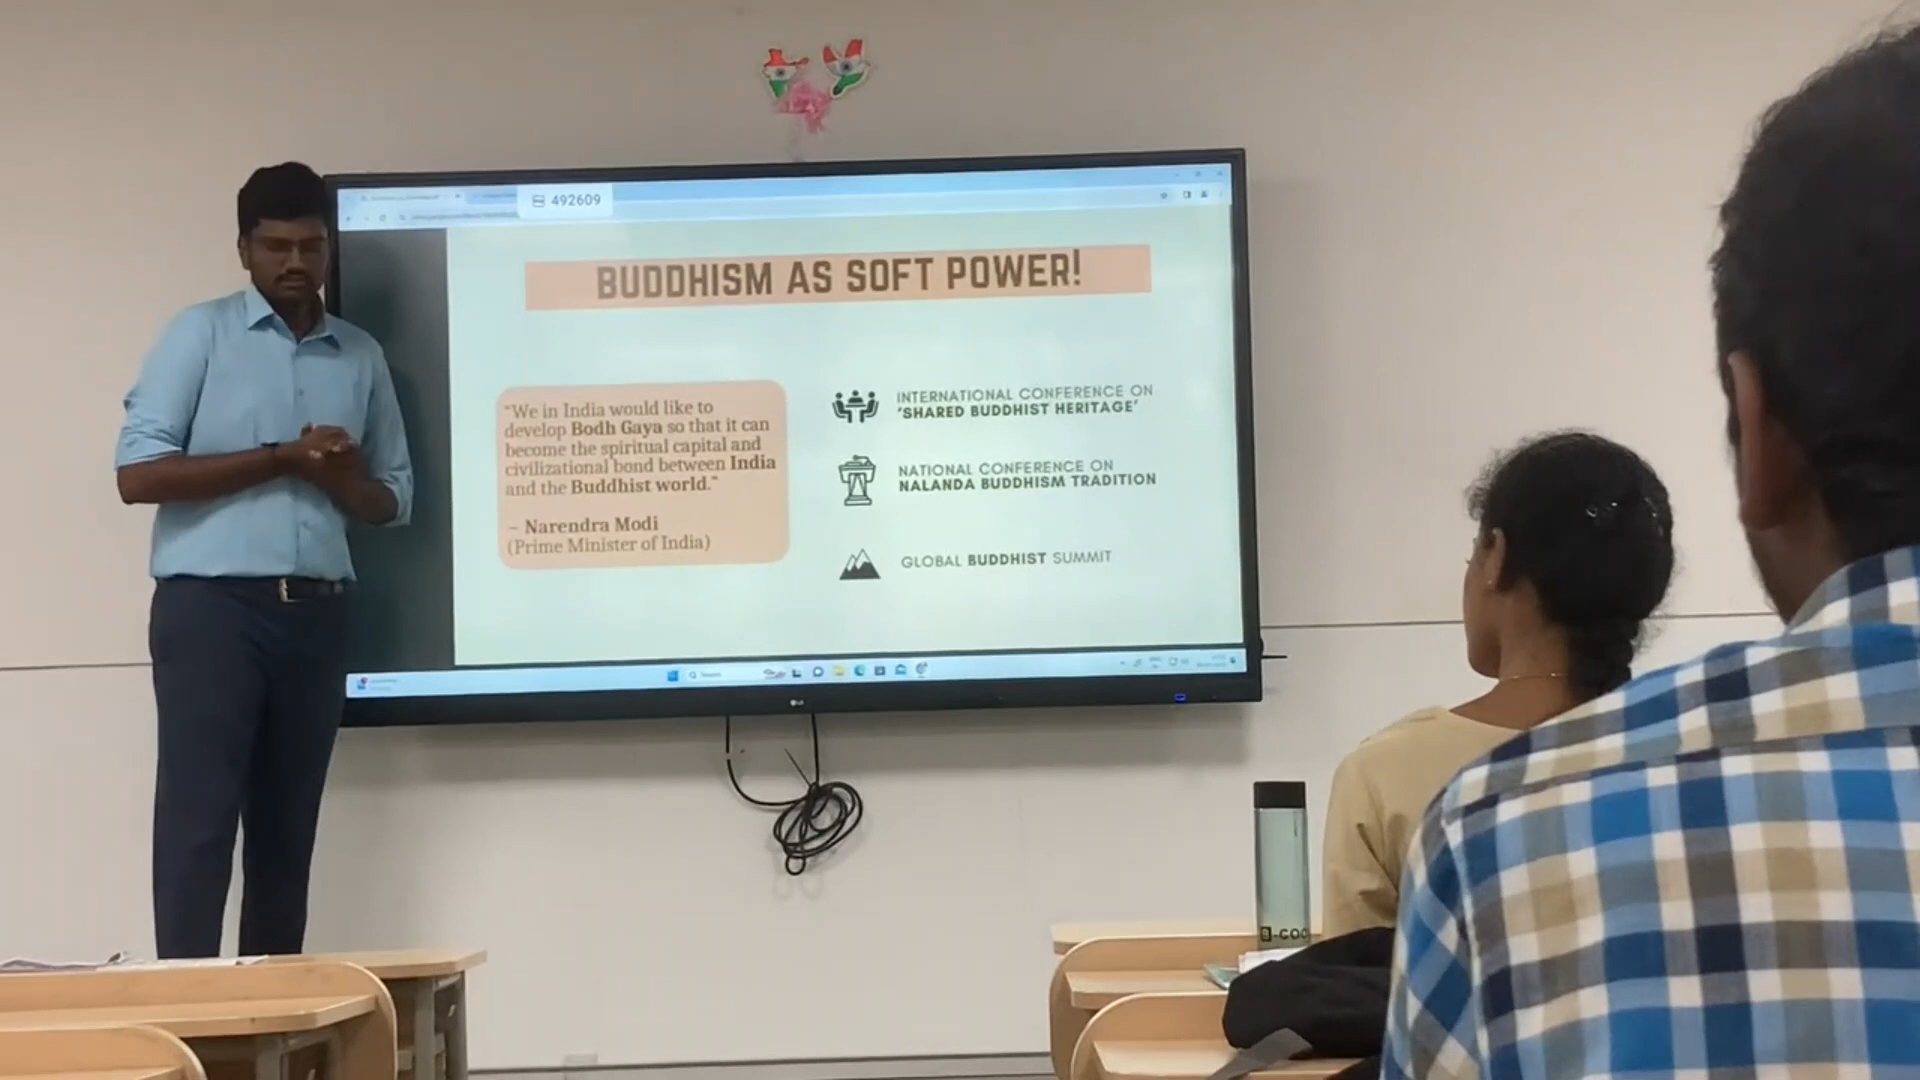 492609
BUDDHISM AS SOFT POWER!
"We in India would like to
develop Bodh Gaya so that it can
become the spiritual capital and
civilizational bond between India
and the Buddhist world."
– Narendra Modi
(Prime Minister of India)
INTERNATIONAL CONFERENCE ON
'SHARED BUDDHIST HERITAGE'
NATIONAL CONFERENCE ON
NALANDA BUDDHISM TRADITION
GLOBAL BUDDHIST SUMMIT
Search
LG
B-COO